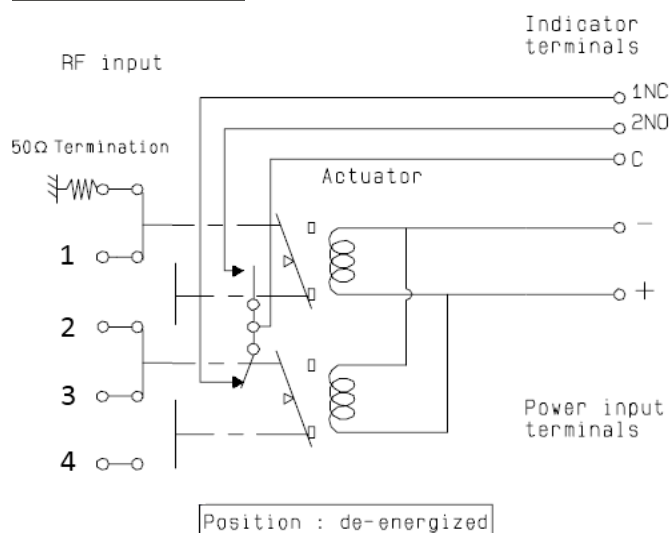 Indicator
terminals
RF input
1NC
2NO
50Ω Termination
C
Actuator
1
-
2
+
3
4
Power input
terminals
Position : de-energized